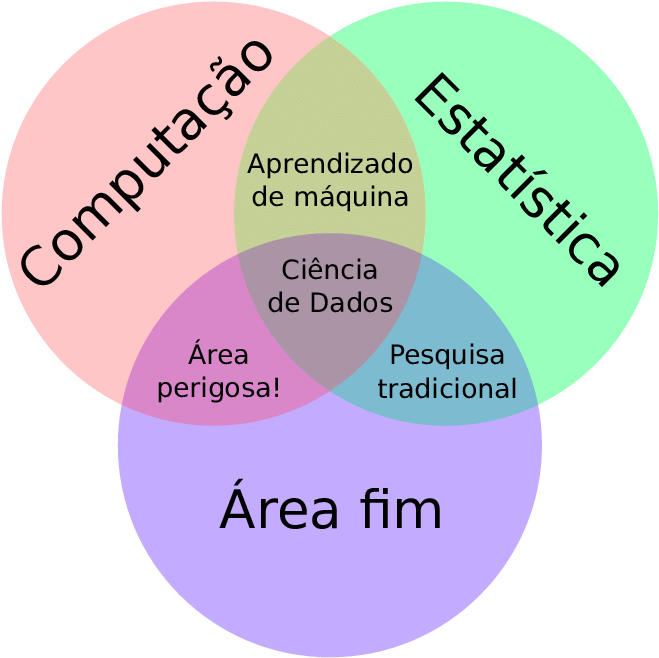 Computação
Estatística
Aprendizado
de máquina
Ciência
de Dados
Área
perigosa!
Pesquisa
tradicional
Área fim